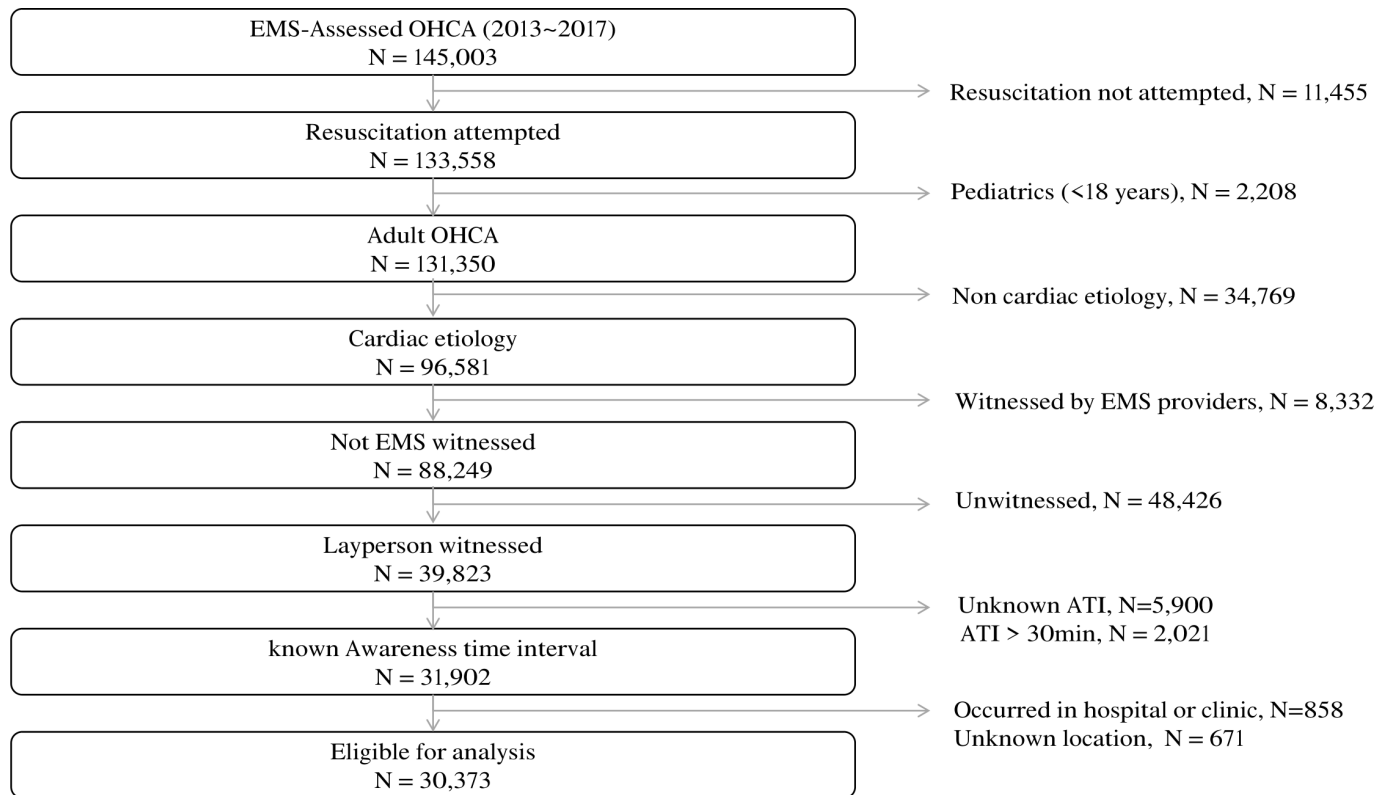 EMS-Assessed OHCA (2013~2017)
N = 145,003
Resuscitation not attempted, N = 11,455
Resuscitation attempted
N = 133,558
Pediatrics (<18 years), N = 2,208
Adult OHCA
N = 131,350
Non cardiac etiology, N = 34,769
Cardiac etiology
N = 96,581
Witnessed by EMS providers, N = 8,332
Not EMS witnessed
N = 88,249
Unwitnessed, N = 48,426
Layperson witnessed
N = 39,823
Unknown ATI, N=5,900
ATI > 30min, N = 2,021
known Awareness time interval
N = 31,902
Occurred in hospital or clinic, N=858
Unknown location, N = 671
Eligible for analysis
N = 30,373